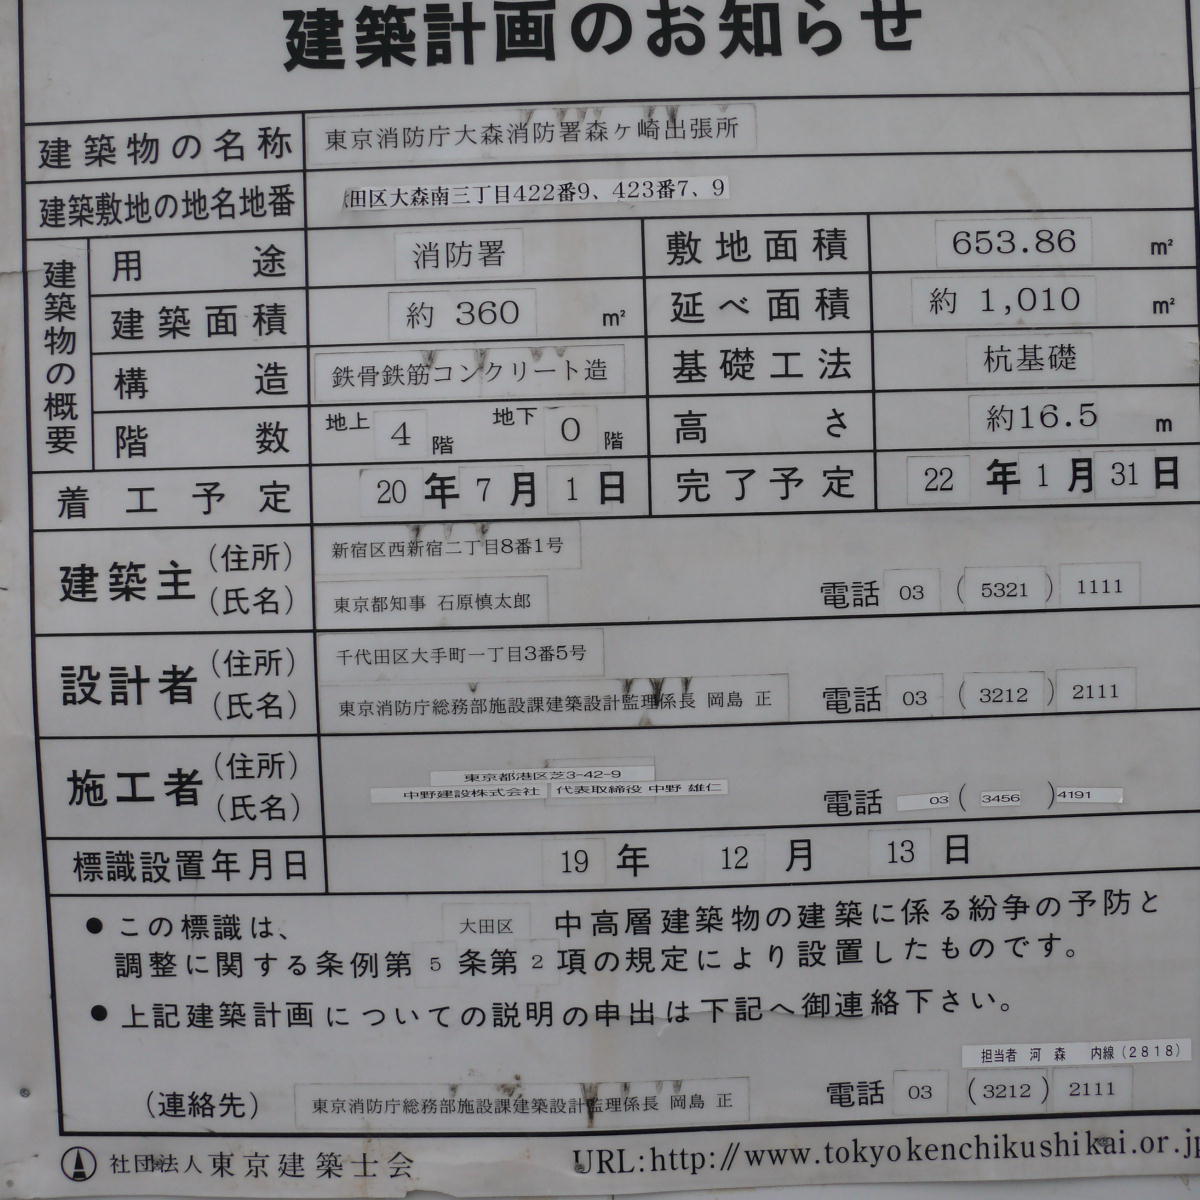 建築計画のお知らせ
建築物の名称 東京消防庁大森消防署森ヶ崎出張所
建築敷地の地名地番 田区大森南三丁目422番9、423番7、9
建築物の概要
用途 消防署 敷地面積 653.86 m²
建築面積 約 360 m² 延べ面積 約 1,010 m²
構造 鉄骨鉄筋コンクリート造 基礎工法 杭基礎
階数 地上 4 階 地下 0 階 高さ 約16.5 m
着工予定 20 年 7 月 1 日 完了予定 22 年 1 月 31 日
建築主 (住所) 新宿区西新宿二丁目8番1号
(氏名) 東京都知事 石原慎太郎 電話 03 (5321) 1111
設計者 (住所) 千代田区大手町一丁目3番5号
(氏名) 東京消防庁総務部施設課建築設計監理係長 岡島 正 電話 03 (3212) 2111
施工者 (住所) 東京都港区芝3-42-9
(氏名) 中野建設株式会社 代表取締役 中野 雄仁 電話 03 (3456) 4191
標識設置年月日 19 年 12 月 13 日
●この標識は、大田区 中高層建築物の建築に係る紛争の予防と
調整に関する条例第 5 条第 2 項の規定により設置したものです。
●上記建築計画についての説明の申出は下記へ御連絡下さい。
担当者 河森 内線(2818)
(連絡先) 東京消防庁総務部施設課建築設計監理係長 岡島 正 電話 03 (3212) 2111
社団法人 東京建築士会 URL:http://www.tokyokenchikushikai.or.jp